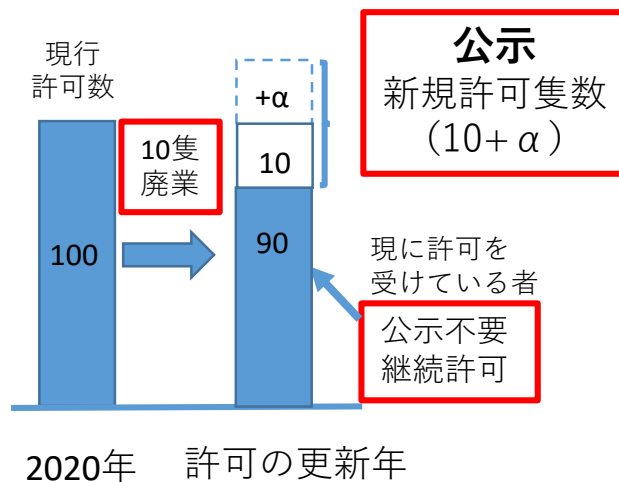 現行
許可数
100
10隻
廃業
+α
10
90
公示
新規許可隻数
（10+α）
現に許可を
受けている者
公示不要
継続許可
2020年
許可の更新年